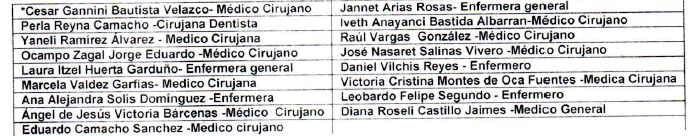 *Cesar Gannini Bautista Velazco- Médico Cirujano
Perla Reyna Camacho -Cirujana Dentista
Yaneli Ramirez Álvarez - Medico Cirujano
Ocampo Zagal Jorge Eduardo -Médico Cirujano
Laura Itzel Huerta Garduño- Enfermera general
Marcela Valdez Garfias- Medico Cirujano
Ana Alejandra Solis Domínguez -Enfermera
Ángel de Jesús Victoria Bárcenas -Médico Cirujano
Eduardo Camacho Sanchez -Medico cirujano
Jannet Arias Rosas- Enfermera general
Iveth Anayanci Bastida Albarran-Médico Cirujano
Raúl Vargas González -Médico Cirujano
José Nasaret Salinas Vivero -Médico Cirujano
Daniel Vilchis Reyes - Enfermero
Victoria Cristina Montes de Oca Fuentes -Medica Cirujana
Leobardo Felipe Segundo - Enfermero
Diana Roseli Castillo Jaimes -Medico General